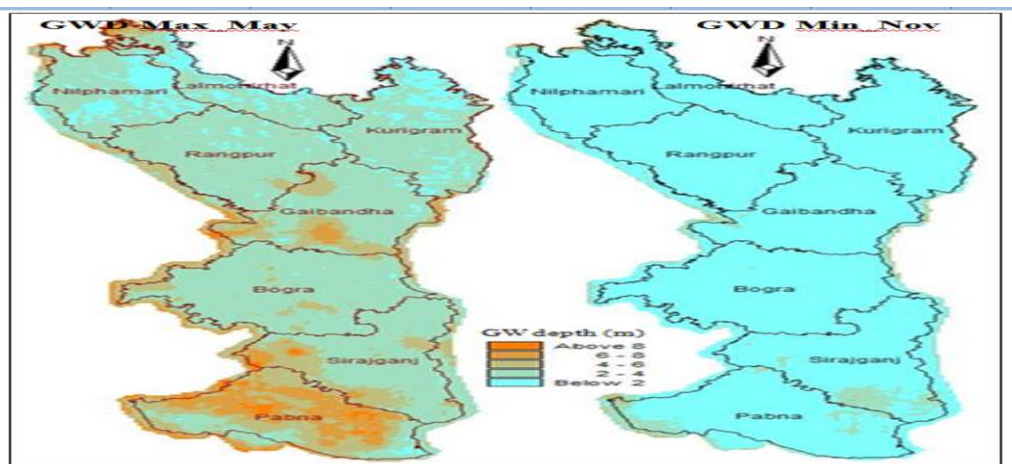 GWD Max_May
N
Nilphamari
Lalmonirhat
Kurigram
Rangpur
Gaibandha
Bogra
Sirajganj
Pabna
GWD Min_Nov
N
Nilphamari
Lalmonirhat
Kurigram
Rangpur
Gaibandha
Bogra
Sirajganj
Pabna
GW depth (m)
Above 8
6 - 8
4 - 6
2 - 4
Below 2